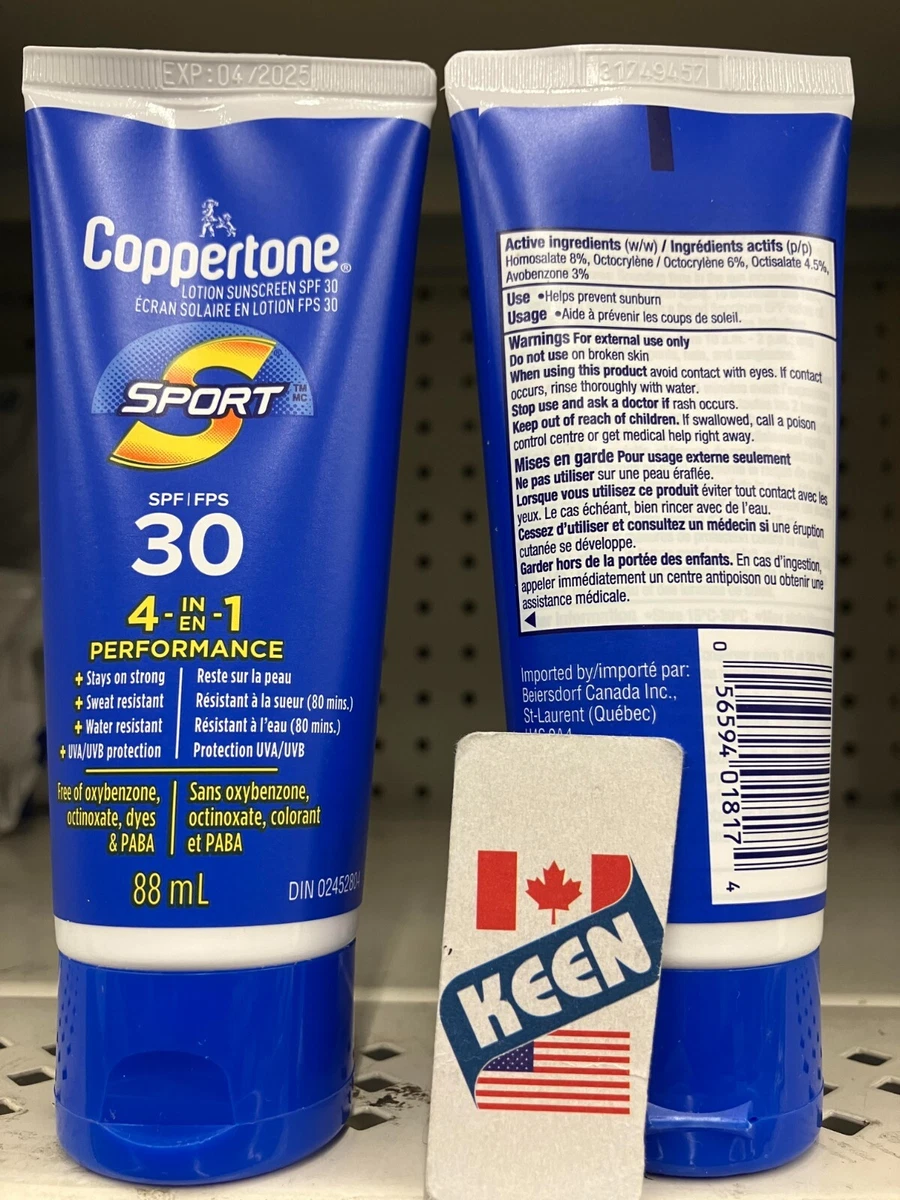 EXP:04/2025
Coppertone®
LOTION SUNSCREEN SPF 30
ÉCRAN SOLAIRE EN LOTION FPS 30
SPORT TM MC
SPF | FPS
30
4-IN EN-1
PERFORMANCE
+ Stays on strong
+ Sweat resistant
+ Water resistant
+ UVA/UVB protection
Reste sur la peau
Résistant à la sueur (80 mins.)
Résistant à l'eau (80 mins.)
Protection UVA/UVB
Free of oxybenzone,
octinoxate, dyes
& PABA
Sans oxybenzone,
octinoxate, colorant
et PABA
88 mL
DIN 02452804
31749457
Active ingredients (w/w) / Ingrédients actifs (p/p)
Homosalate 8%, Octocrylène / Octocrylène 6%, Octisalate 4.5%,
Avobenzone 3%
Use •Helps prevent sunburn
Usage •Aide à prévenir les coups de soleil.
Warnings For external use only
Do not use on broken skin
When using this product avoid contact with eyes. If contact
occurs, rinse thoroughly with water.
Stop use and ask a doctor if rash occurs.
Keep out of reach of children. If swallowed, call a poison
control centre or get medical help right away.
Mises en garde Pour usage externe seulement
Ne pas utiliser sur une peau éraflée.
Lorsque vous utilisez ce produit éviter tout contact avec les
yeux. Le cas échéant, bien rincer avec de l'eau.
Cessez d'utiliser et consultez un médecin si une éruption
cutanée se développe.
Garder hors de la portée des enfants. En cas d'ingestion,
appeler immédiatement un centre antipoison ou obtenir une
assistance médicale.
Imported by/importé par:
Beiersdorf Canada Inc.,
St-Laurent (Québec)
0 56594 01817 4
KEEN